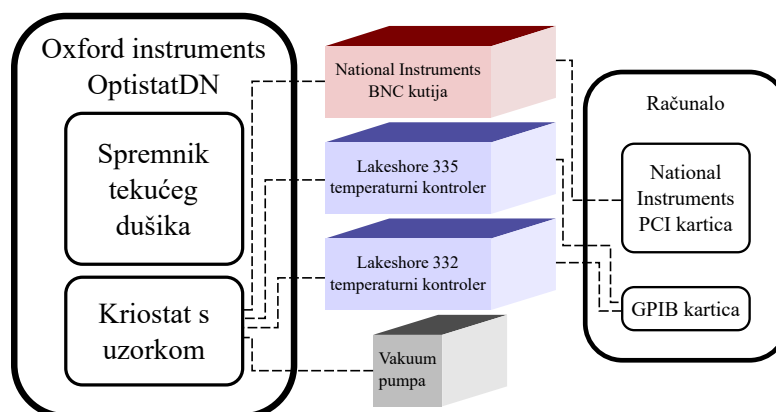 Oxford instruments
OptistatDN
Spremnik
tekućeg
dušika
Kriostat s
uzorkom
National Instruments
BNC kutija
Lakeshore 335
temperaturni kontroler
Lakeshore 332
temperaturni kontroler
Vakuum
pumpa
Računalo
National
Instruments
PCI kartica
GPIB kartica